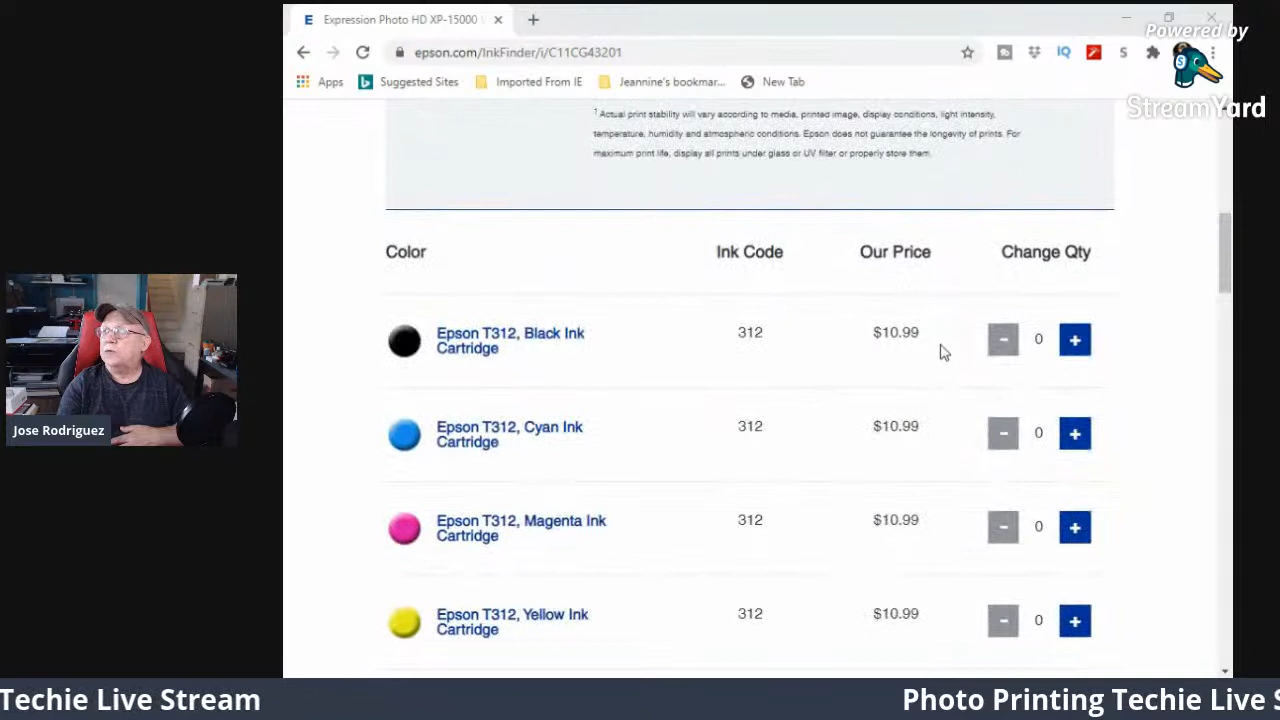 E Expression Photo HD XP-15000
epson.com/InkFinder/i/C11CG43201
IQ
S
Powered by
S
StreamYard
Apps
b Suggested Sites
Imported From IE
Jeannine's bookmar...
New Tab
1 Actual print stability will vary according to media, printed image, display conditions, light intensity,
temperature, humidity and atmospheric conditions. Epson does not guarantee the longevity of prints. For
maximum print life, display all prints under glass or UV filter or properly store them.
Color Ink Code Our Price Change Qty
Epson T312, Black Ink
Cartridge
312 $10.99 - 0 +
Epson T312, Cyan Ink
Cartridge
312 $10.99 - 0 +
Epson T312, Magenta Ink
Cartridge
312 $10.99 - 0 +
Epson T312, Yellow Ink
Cartridge
312 $10.99 - 0 +
Jose Rodriguez
Techie Live Stream
Photo Printing Techie Live S